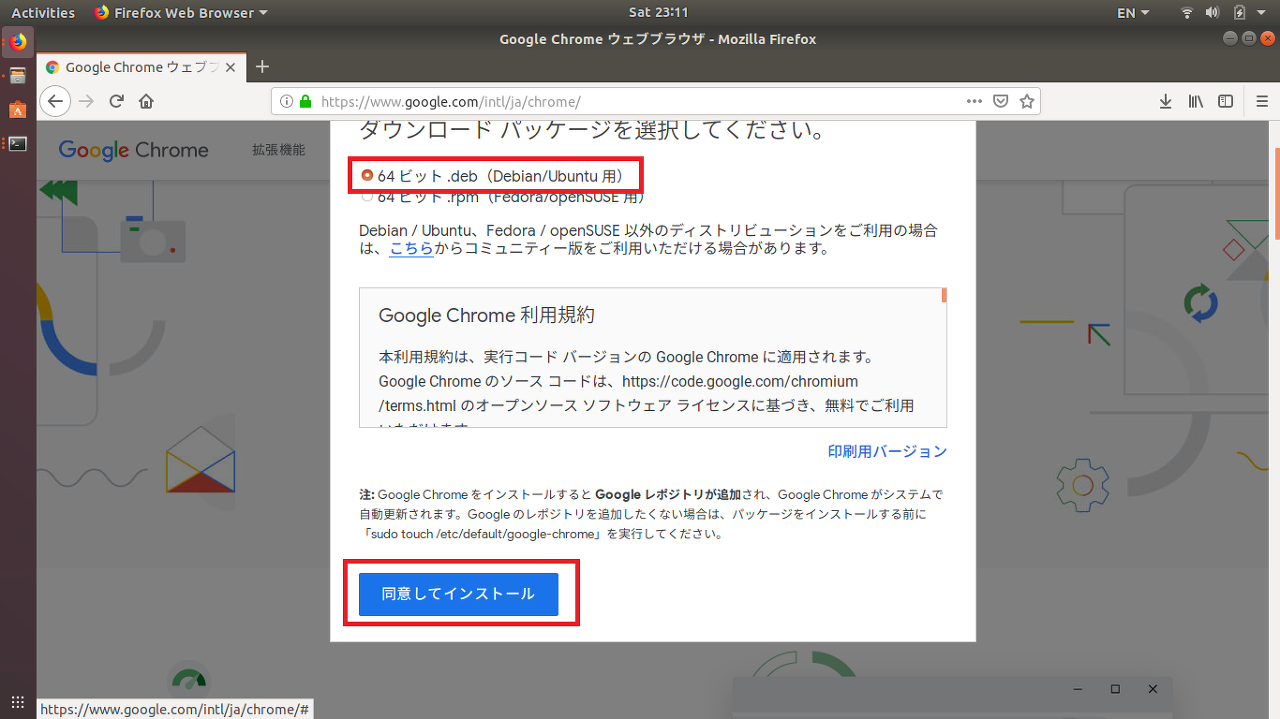 Activities
Firefox Web Browser
Sat 23:11
EN
Google Chrome ウェブブラウザ - Mozilla Firefox
Google Chrome ウェブブ
https://www.google.com/intl/ja/chrome/
Google Chrome
拡張機能
ダウンロード パッケージを選択してください。
64 ビット .deb（Debian/Ubuntu 用）
64 ビット .rpm（Fedora/openSUSE 用）
Debian / Ubuntu、Fedora / openSUSE 以外のディストリビューションをご利用の場合
は、こちらからコミュニティー版をご利用いただける場合があります。
Google Chrome 利用規約
本利用規約は、実行コード バージョンの Google Chrome に適用されます。
Google Chrome のソース コードは、https://code.google.com/chromium
/terms.html のオープンソース ソフトウェア ライセンスに基づき、無料でご利用
いただけます。
印刷用バージョン
注: Google Chrome をインストールすると Google レポジトリが追加され、Google Chrome がシステムで
自動更新されます。Google のレポジトリを追加したくない場合は、パッケージをインストールする前に
「sudo touch /etc/default/google-chrome」を実行してください。
同意してインストール
https://www.google.com/intl/ja/chrome/#